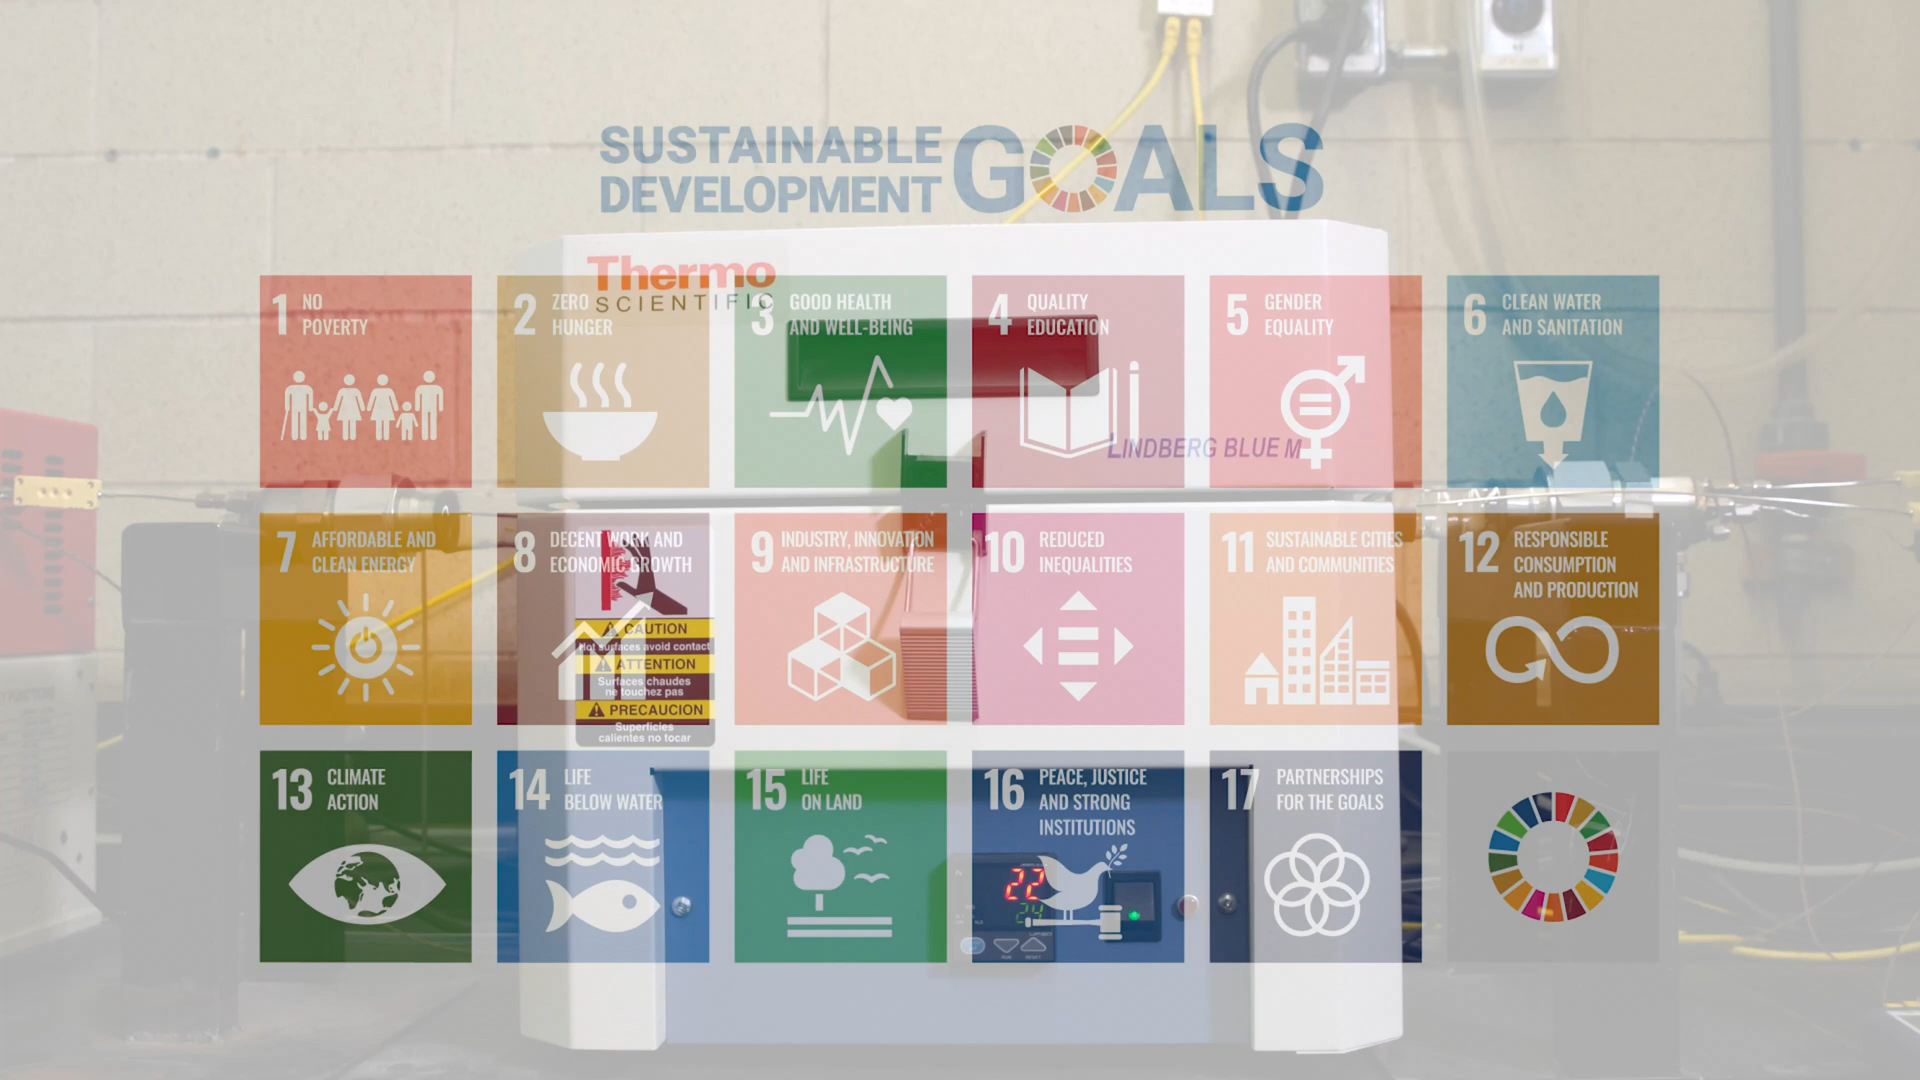 SUSTAINABLE
DEVELOPMENT
GOALS
Thermo
SCIENTIFIC
1 NO
POVERTY
2 ZERO
HUNGER
3 GOOD HEALTH
AND WELL-BEING
4 QUALITY
EDUCATION
5 GENDER
EQUALITY
6 CLEAN WATER
AND SANITATION
LINDBERG BLUE M
7 AFFORDABLE AND
CLEAN ENERGY
8 DECENT WORK AND
ECONOMIC GROWTH
9 INDUSTRY, INNOVATION
AND INFRASTRUCTURE
10 REDUCED
INEQUALITIES
11 SUSTAINABLE CITIES
AND COMMUNITIES
12 RESPONSIBLE
CONSUMPTION
AND PRODUCTION
CAUTION
Hot surfaces avoid contact
ATTENTION
Surfaces chaudes
ne touchez pas
PRECAUCION
Superficies
calientes no tocar
13 CLIMATE
ACTION
14 LIFE
BELOW WATER
15 LIFE
ON LAND
16 PEACE, JUSTICE
AND STRONG
INSTITUTIONS
17 PARTNERSHIPS
FOR THE GOALS
22
24